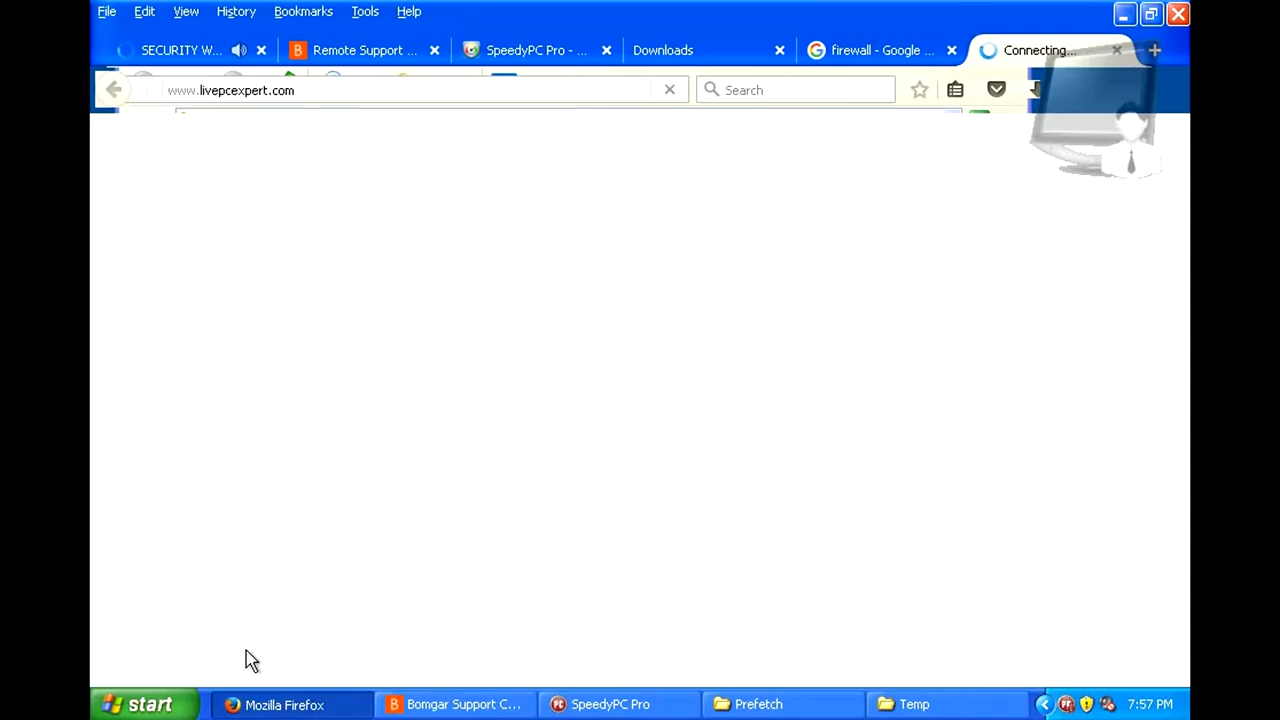 File Edit View History Bookmarks Tools Help
SECURITY W... Remote Support ... SpeedyPC Pro - ... Downloads firewall - Google ... Connecting...
www.livepcexpert.com Search
start Mozilla Firefox Bomgar Support C... SpeedyPC Pro Prefetch Temp 7:57 PM